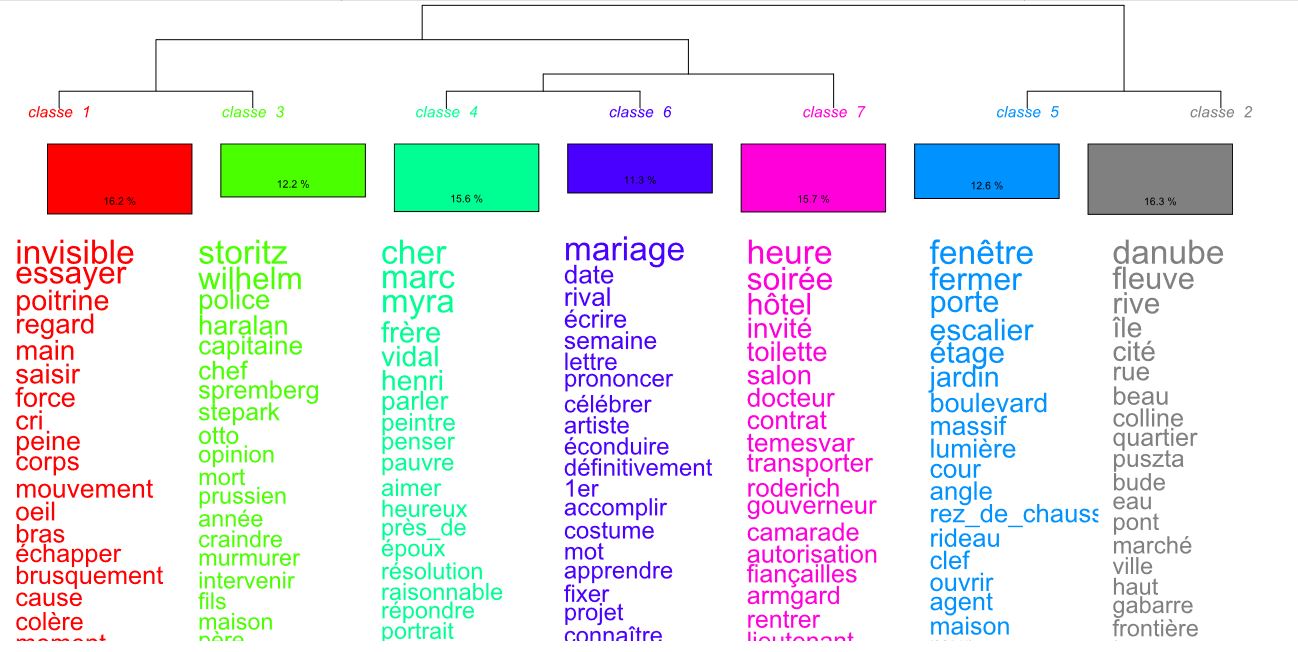 classe 1
classe 3
classe 4
classe 6
classe 7
classe 5
classe 2
16.2 %
12.2 %
15.6 %
11.3 %
15.7 %
12.6 %
16.3 %
invisible
essayer
poitrine
regard
main
saisir
force
cri
peine
corps
mouvement
oeil
bras
échapper
brusquement
cause
colère
moment
storitz
wilhelm
police
haralan
capitaine
chef
spremberg
stepark
otto
opinion
mort
prussien
année
craindre
murmurer
intervenir
fils
maison
père
cher
marc
myra
frère
vidal
henri
parler
peintre
penser
pauvre
aimer
heureux
près_de
époux
résolution
raisonnable
répondre
portrait
mariage
date
rival
écrire
semaine
lettre
prononcer
célébrer
artiste
éconduire
définitivement
1er
accomplir
costume
mot
apprendre
fixer
projet
connaître
heure
soirée
hôtel
invité
toilette
salon
docteur
contrat
temesvar
transporter
roderich
gouverneur
camarade
autorisation
fiançailles
armgard
rentrer
lieutenant
fenêtre
fermer
porte
escalier
étage
jardin
boulevard
massif
lumière
cour
angle
rez_de_chauss
rideau
clef
ouvrir
agent
maison
danube
fleuve
rive
île
cité
rue
beau
colline
quartier
puszta
bude
eau
pont
marché
ville
haut
gabarre
frontière